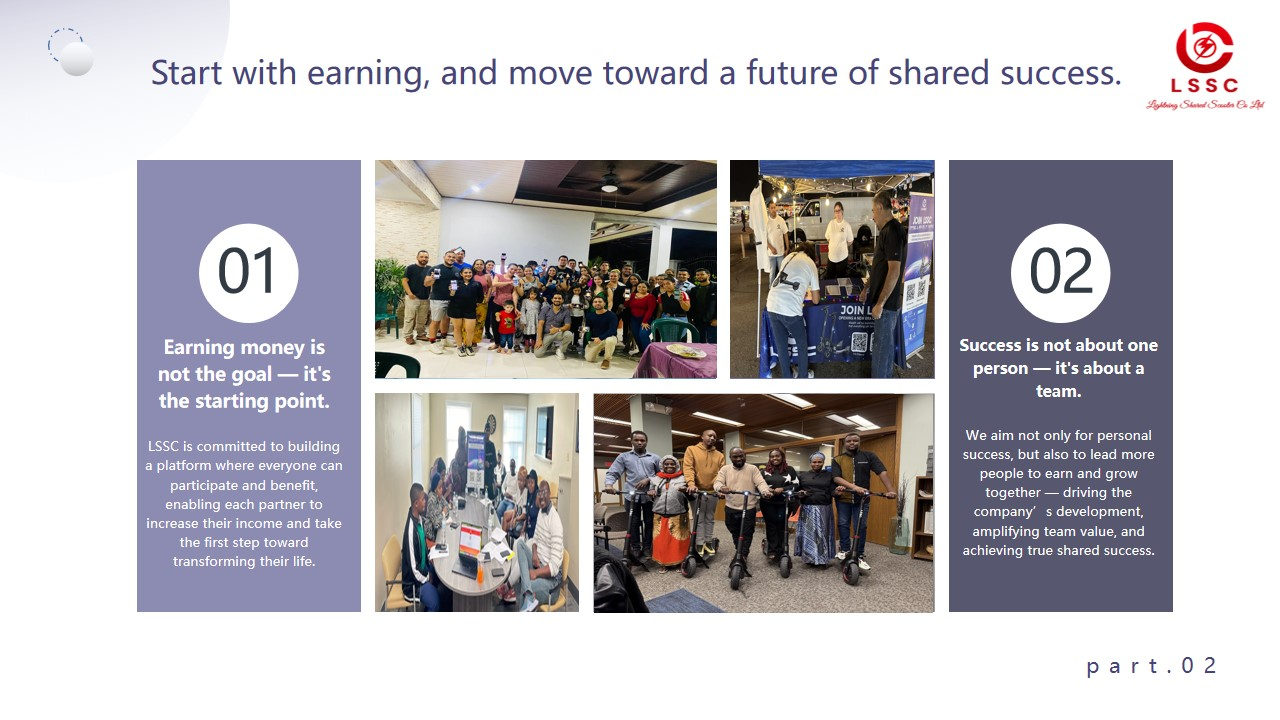 Start with earning, and move toward a future of shared success.
LSSC
Lightning Shared Scooter Co Ltd
01
Earning money is
not the goal — it's
the starting point.
LSSC is committed to building
a platform where everyone can
participate and benefit,
enabling each partner to
increase their income and take
the first step toward
transforming their life.
JOIN LSSC
JOIN L
OPENING A NEW ERA
02
Success is not about one
person — it's about a
team.
We aim not only for personal
success, but also to lead more
people to earn and grow
together — driving the
company’s development,
amplifying team value, and
achieving true shared success.
part.02